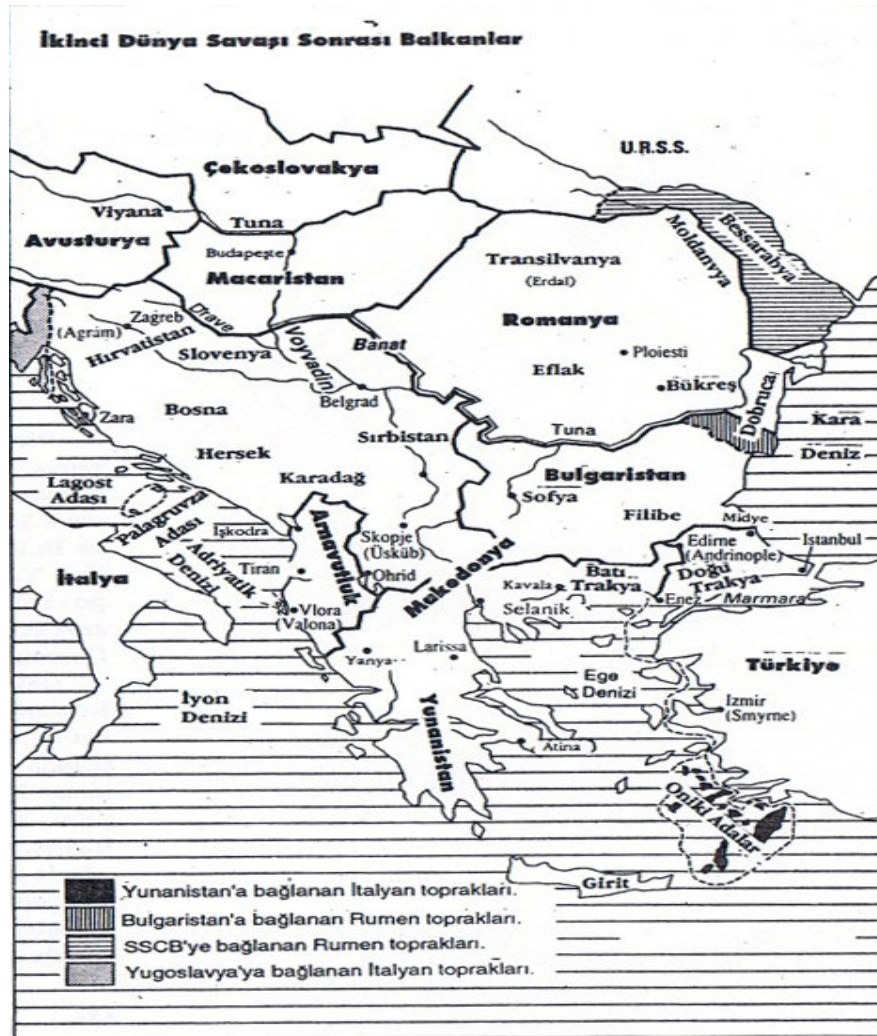 İkinci Dünya Savaşı Sonrası Balkanlar
U.R.S.S.
Çekoslovakya
Viyana
Tuna
Avusturya
Budapeşte
Macaristan
Bessarabya
Moldanvya
Transilvanya
(Erdal)
Romanya
Zağreb
(Agram)
Drave
Hırvatistan
Slovenya
Voyvadin
Banat
Ploiesti
Eflak
Bükreş
Belgrad
Dobruca
Bosna
Zara
Sırbistan
Tuna
Kara
Deniz
Hersek
Karadağ
Bulgaristan
Sofya
Filibe
Lagost
Adası
Palagruvza
Adası
İşkodra
Arnavutluk
Skopje
(Üsküb)
Midye
Edirne
(Andrinople)
İstanbul
Adriyatik
Denizi
Tiran
Ohrid
Makedonya
Batı
Trakya
Doğu
Trakya
İtalya
Kavala
Enez
Marmara
Vlora
(Valona)
Selanik
Yanya
Larissa
Türkiye
İyon
Denizi
Ege
Denizi
İzmir
(Smyrne)
Yunanistan
Atina
Oniki Adalar
Girit
Yunanistan'a bağlanan İtalyan toprakları.
Bulgaristan'a bağlanan Rumen toprakları.
SSCB'ye bağlanan Rumen toprakları.
Yugoslavya'ya bağlanan İtalyan toprakları.